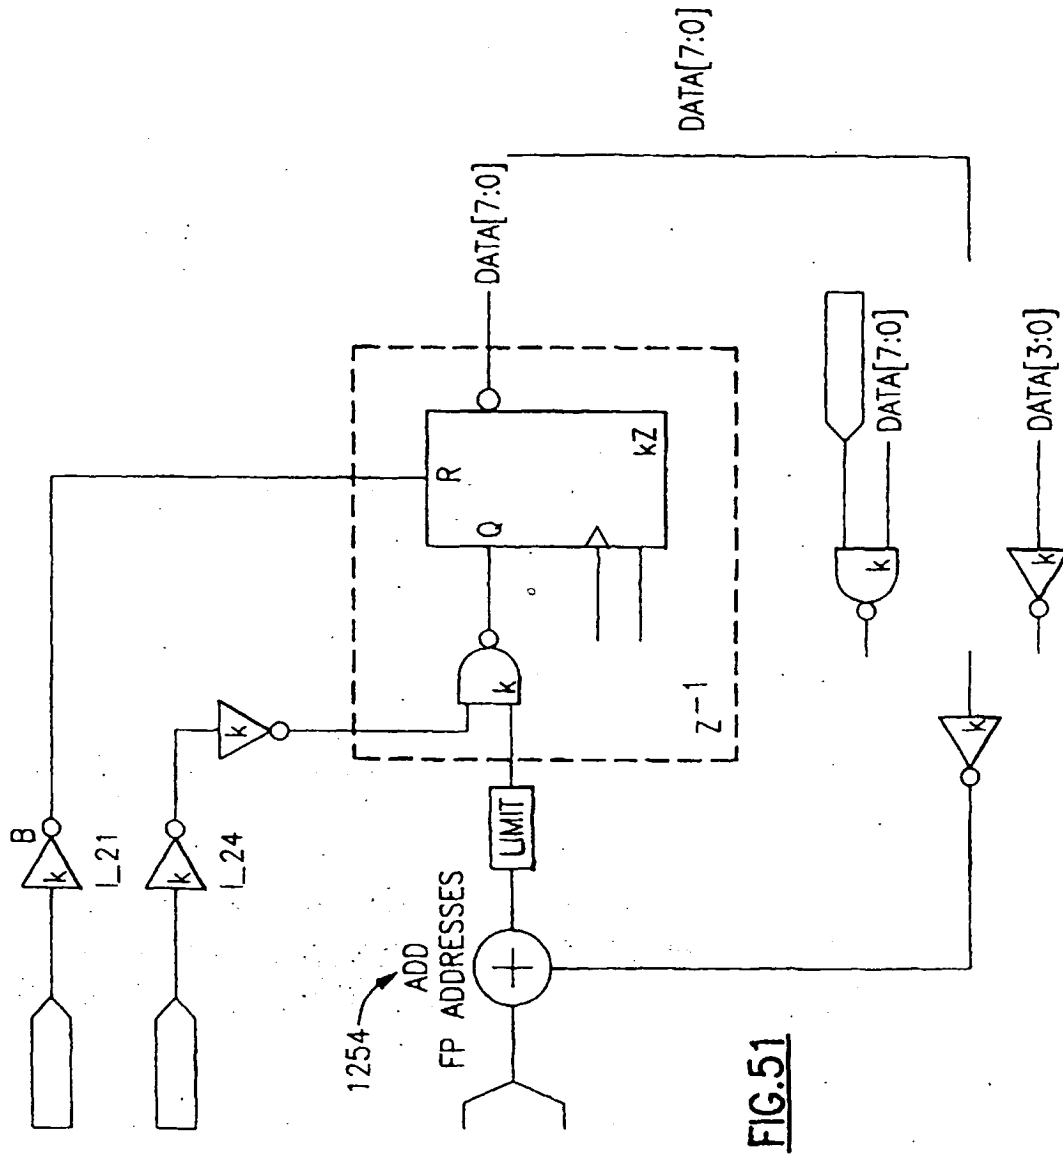 B
k
I_21
k
I_24
k
1254
ADD
FP ADDRESSES
LIMIT
k
Q
R
kZ
Z-1
DATA[7:0]
DATA[7:0]
k
DATA[7:0]
k
DATA[3:0]
k
FIG.51